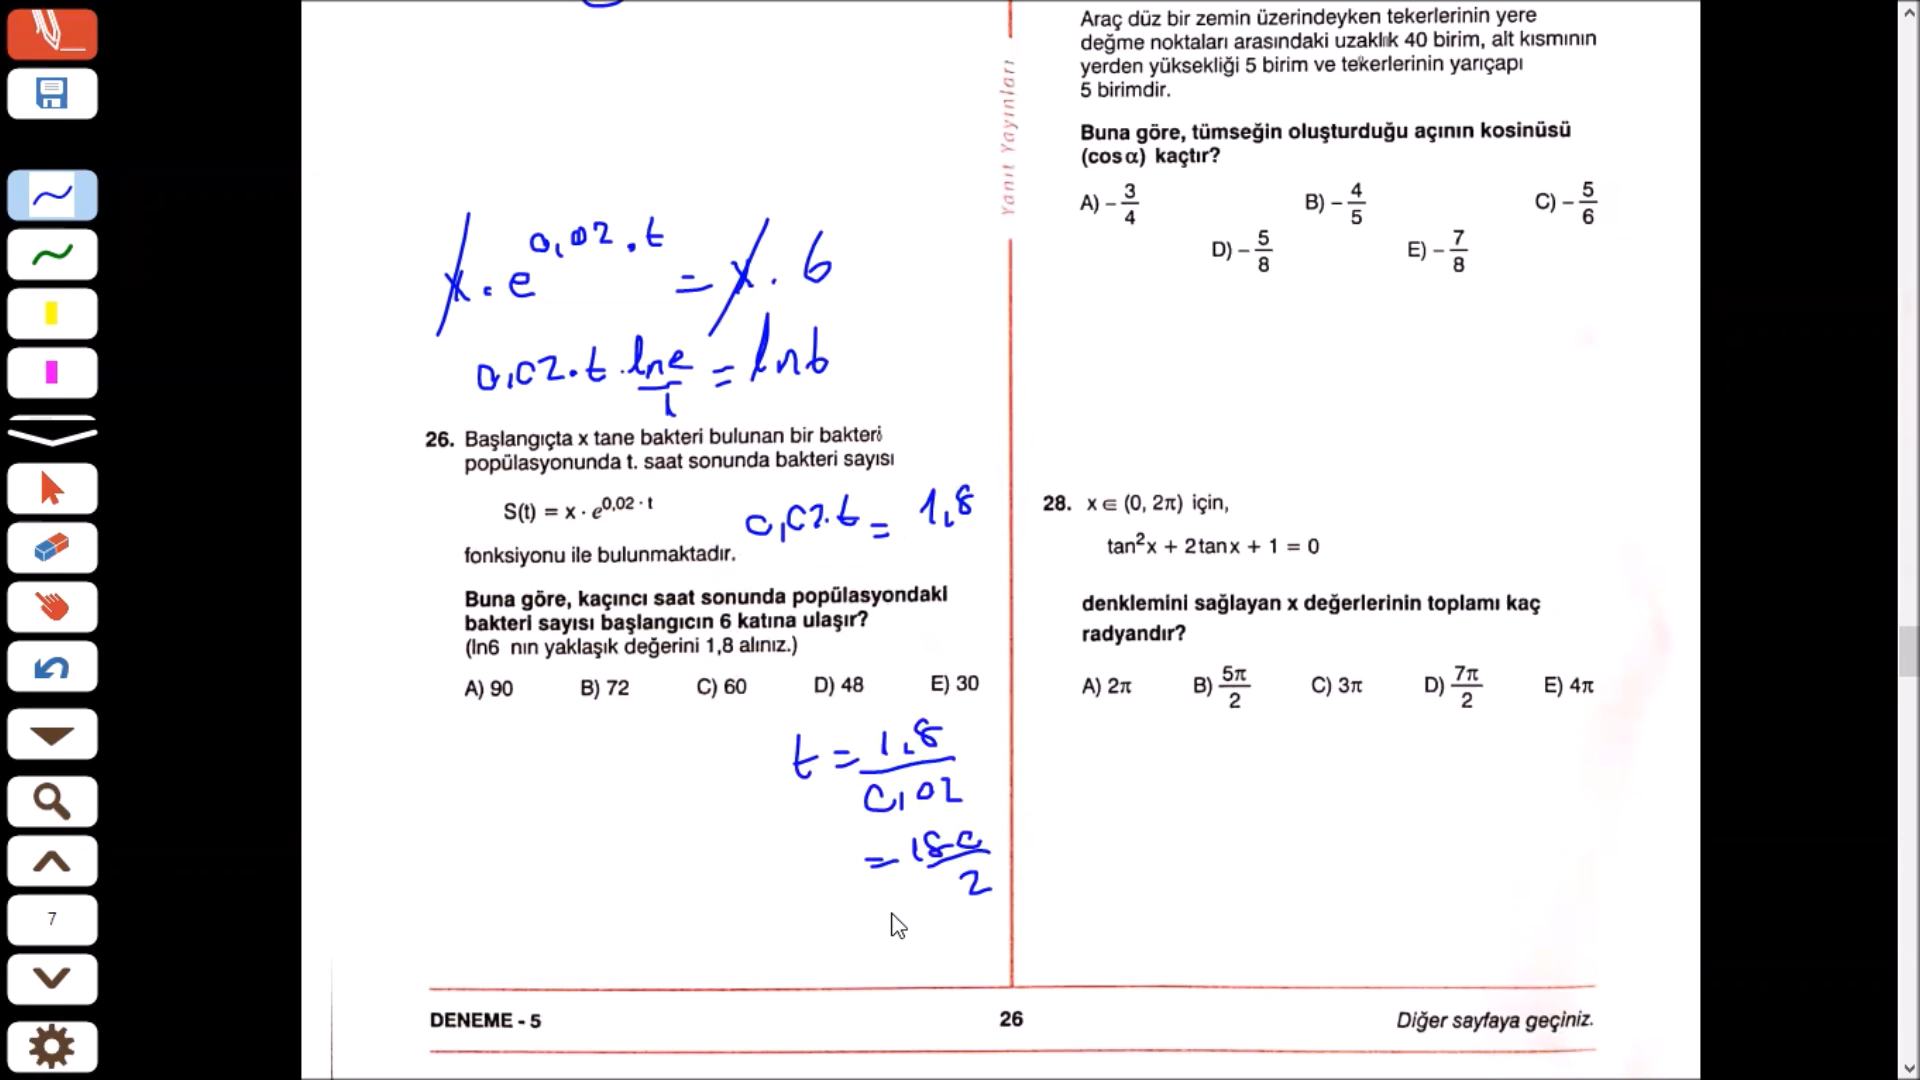 x · e^0,02·t = x · 6
0,02·t · ln e = ln 6
1
26. Başlangıçta x tane bakteri bulunan bir bakteri
popülasyonunda t. saat sonunda bakteri sayısı
S(t) = x · e^0,02 · t
0,02·t = 1,8
fonksiyonu ile bulunmaktadır.
Buna göre, kaçıncı saat sonunda popülasyondaki
bakteri sayısı başlangıcın 6 katına ulaşır?
(ln6 nın yaklaşık değerini 1,8 alınız.)
A) 90 B) 72 C) 60 D) 48 E) 30
t = 1,8/0,02
= 180/2
Yanıt Yayınları
Araç düz bir zemin üzerindeyken tekerlerinin yere
değme noktaları arasındaki uzaklık 40 birim, alt kısmının
yerden yüksekliği 5 birim ve tekerlerinin yarıçapı
5 birimdir.
Buna göre, tümseğin oluşturduğu açının kosinüsü
(cos α) kaçtır?
A) -3/4 B) -4/5 C) -5/6
D) -5/8 E) -7/8
28. x ∈ (0, 2π) için,
tan²x + 2tanx + 1 = 0
denklemini sağlayan x değerlerinin toplamı kaç
radyandır?
A) 2π B) 5π/2 C) 3π D) 7π/2 E) 4π
DENEME - 5 26 Diğer sayfaya geçiniz.
7